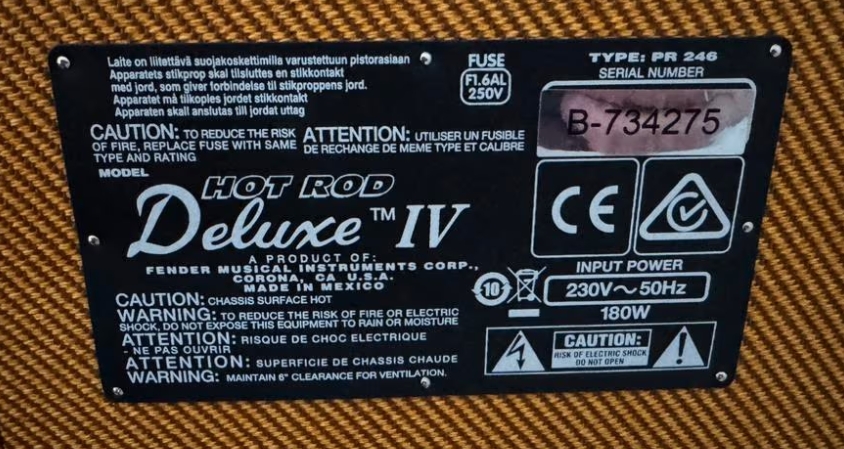 Laite on liitettävä suojakoskettimilla varustettuun pistorasiaan
Apparatets stikprop skal tilsluttes en stikkontakt
med jord, som giver forbindelse til stikproppens jord.
Apparatet må tilkoples jordet stikkontakt
Apparaten skall anslutas till jordat uttag
FUSE
F1.6AL
250V
TYPE: PR 246
SERIAL NUMBER
B-734275
CAUTION: TO REDUCE THE RISK
OF FIRE, REPLACE FUSE WITH SAME
TYPE AND RATING
ATTENTION: UTILISER UN FUSIBLE
DE RECHANGE DE MEME TYPE ET CALIBRE
MODEL
HOT ROD
Deluxe™ IV
A PRODUCT OF:
FENDER MUSICAL INSTRUMENTS CORP.,
CORONA, CA U.S.A.
MADE IN MEXICO
CE
INPUT POWER
10
230V~50Hz
180W
CAUTION: CHASSIS SURFACE HOT
WARNING: TO REDUCE THE RISK OF FIRE OR ELECTRIC
SHOCK, DO NOT EXPOSE THIS EQUIPMENT TO RAIN OR MOISTURE
ATTENTION: RISQUE DE CHOC ELECTRIQUE
- NE PAS OUVRIR
ATTENTION: SUPERFICIE DE CHASSIS CHAUDE
WARNING: MAINTAIN 6" CLEARANCE FOR VENTILATION.
CAUTION:
RISK OF ELECTRIC SHOCK
DO NOT OPEN